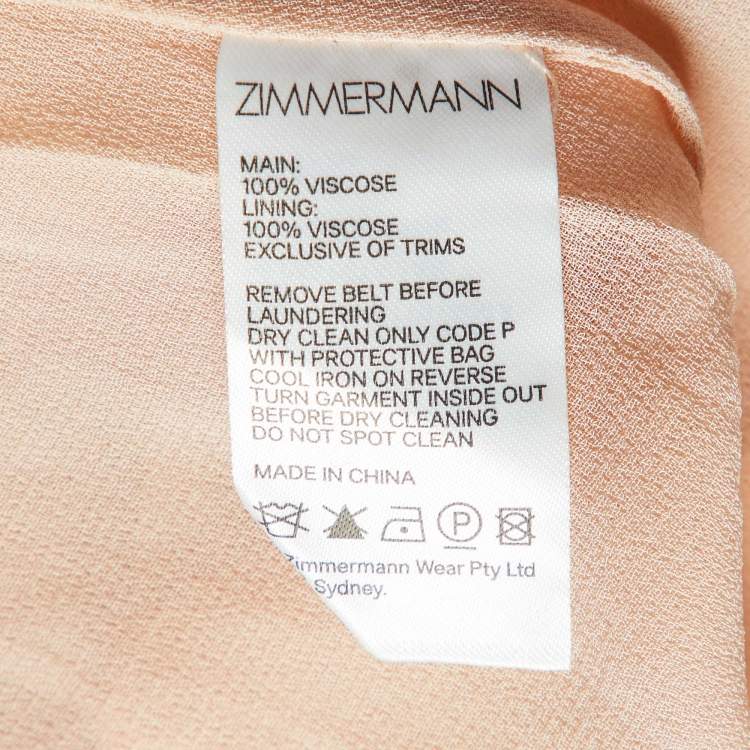 ZIMMERMANN
MAIN:
100% VISCOSE
LINING:
100% VISCOSE
EXCLUSIVE OF TRIMS
REMOVE BELT BEFORE
LAUNDERING
DRY CLEAN ONLY CODE P
WITH PROTECTIVE BAG
COOL IRON ON REVERSE
TURN GARMENT INSIDE OUT
BEFORE DRY CLEANING
DO NOT SPOT CLEAN
MADE IN CHINA
P
Zimmermann Wear Pty Ltd
Sydney.